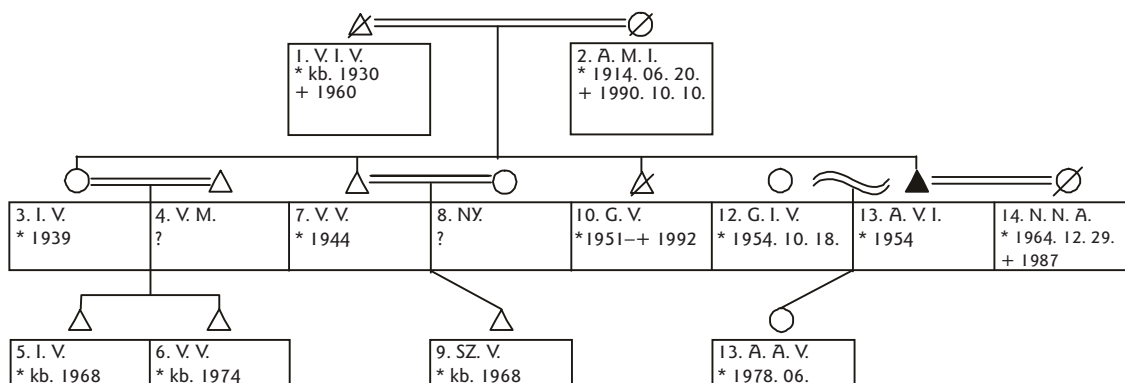 1. V. I. V.
* kb. 1930
+ 1960
2. A. M. I.
* 1914. 06. 20.
+ 1990. 10. 10.
3. I. V.
* 1939
4. V. M.
?
7. V. V.
* 1944
8. NY.
?
10. G. V.
*1951–+ 1992
12. G. I. V.
* 1954. 10. 18.
13. A. V. I.
* 1954
14. N. N. A.
* 1964. 12. 29.
+ 1987
5. I. V.
* kb. 1968
6. V. V.
* kb. 1974
9. SZ. V.
* kb. 1968
13. A. A. V.
* 1978. 06.